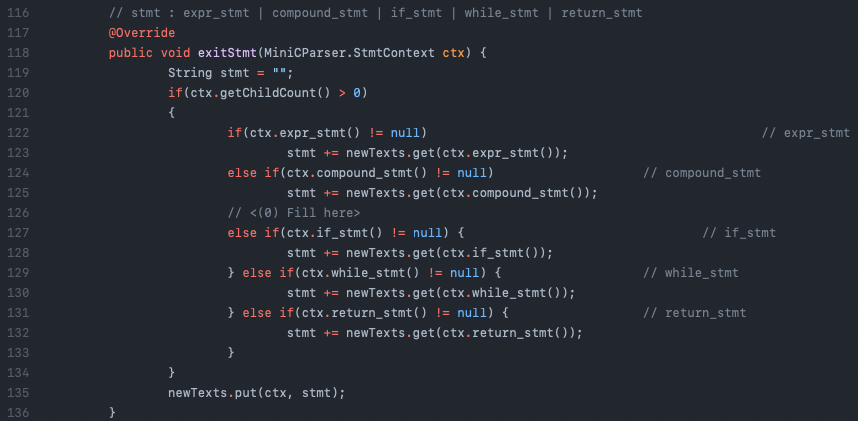 116 // stmt : expr_stmt | compound_stmt | if_stmt | while_stmt | return_stmt
117 @Override
118 public void exitStmt(MiniCParser.StmtContext ctx) {
119 String stmt = "";
120 if(ctx.getChildCount() > 0)
121 {
122 if(ctx.expr_stmt() != null) // expr_stmt
123 stmt += newTexts.get(ctx.expr_stmt());
124 else if(ctx.compound_stmt() != null) // compound_stmt
125 stmt += newTexts.get(ctx.compound_stmt());
126 // <(0) Fill here>
127 else if(ctx.if_stmt() != null) { // if_stmt
128 stmt += newTexts.get(ctx.if_stmt());
129 } else if(ctx.while_stmt() != null) { // while_stmt
130 stmt += newTexts.get(ctx.while_stmt());
131 } else if(ctx.return_stmt() != null) { // return_stmt
132 stmt += newTexts.get(ctx.return_stmt());
133 }
134 }
135 newTexts.put(ctx, stmt);
136 }